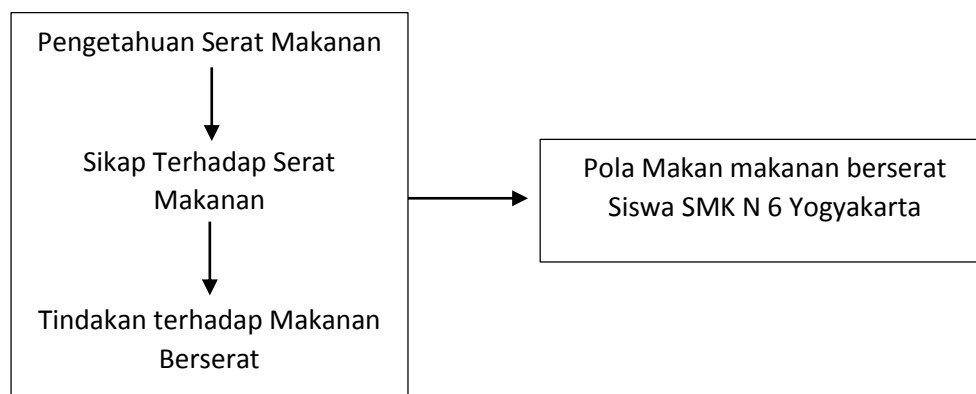 Pengetahuan Serat Makanan
Sikap Terhadap Serat
Makanan
Tindakan terhadap Makanan
Berserat
Pola Makan makanan berserat
Siswa SMK N 6 Yogyakarta